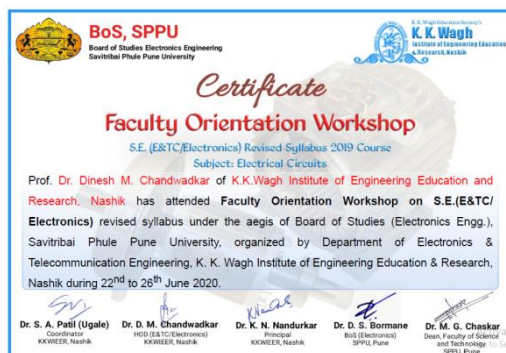 BoS, SPPU
Board of Studies Electronics Engineering
Savitribai Phule Pune University
K. K. Wagh Education Society's
K. K. Wagh
Institute of Engineering Education
& Research, Nashik
Certificate
Faculty Orientation Workshop
S.E. (E&TC/Electronics) Revised Syllabus 2019 Course
Subject: Electrical Circuits
Prof. Dr. Dinesh M. Chandwadkar of K.K.Wagh Institute of Engineering Education and
Research, Nashik has attended Faculty Orientation Workshop on S.E.(E&TC/
Electronics) revised syllabus under the aegis of Board of Studies (Electronics Engg.),
Savitribai Phule Pune University, organized by Department of Electronics &
Telecommunication Engineering, K. K. Wagh Institute of Engineering Education & Research,
Nashik during 22nd to 26th June 2020.
Dr. S. A. Patil (Ugale)
Coordinator
KKWIEER, Nashik
Dr. D. M. Chandwadkar
HOD (E&TC/Electronics)
KKWIEER, Nashik
Dr. K. N. Nandurkar
Principal
KKWIEER, Nashik
Dr. D. S. Bormane
BoS (Electronics)
SPPU, Pune
Dr. M. G. Chaskar
Dean, Faculty of Science
and Technology
SPPU, Pune